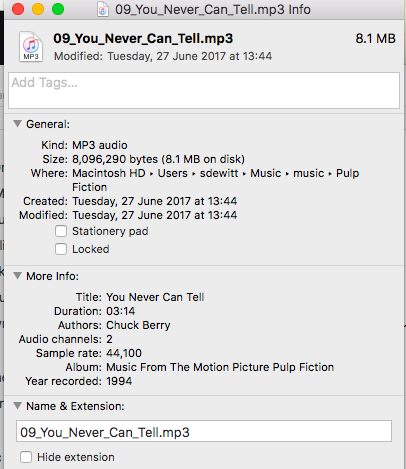 09_You_Never_Can_Tell.mp3 Info
09_You_Never_Can_Tell.mp3 8.1 MB
Modified: Tuesday, 27 June 2017 at 13:44
MP3
Add Tags...
General:
Kind: MP3 audio
Size: 8,096,290 bytes (8.1 MB on disk)
Where: Macintosh HD ▸ Users ▸ sdewitt ▸ Music ▸ music ▸ Pulp
Fiction
Created: Tuesday, 27 June 2017 at 13:44
Modified: Tuesday, 27 June 2017 at 13:44
Stationery pad
Locked
More Info:
Title: You Never Can Tell
Duration: 03:14
Authors: Chuck Berry
Audio channels: 2
Sample rate: 44,100
Album: Music From The Motion Picture Pulp Fiction
Year recorded: 1994
Name & Extension:
09_You_Never_Can_Tell.mp3
Hide extension